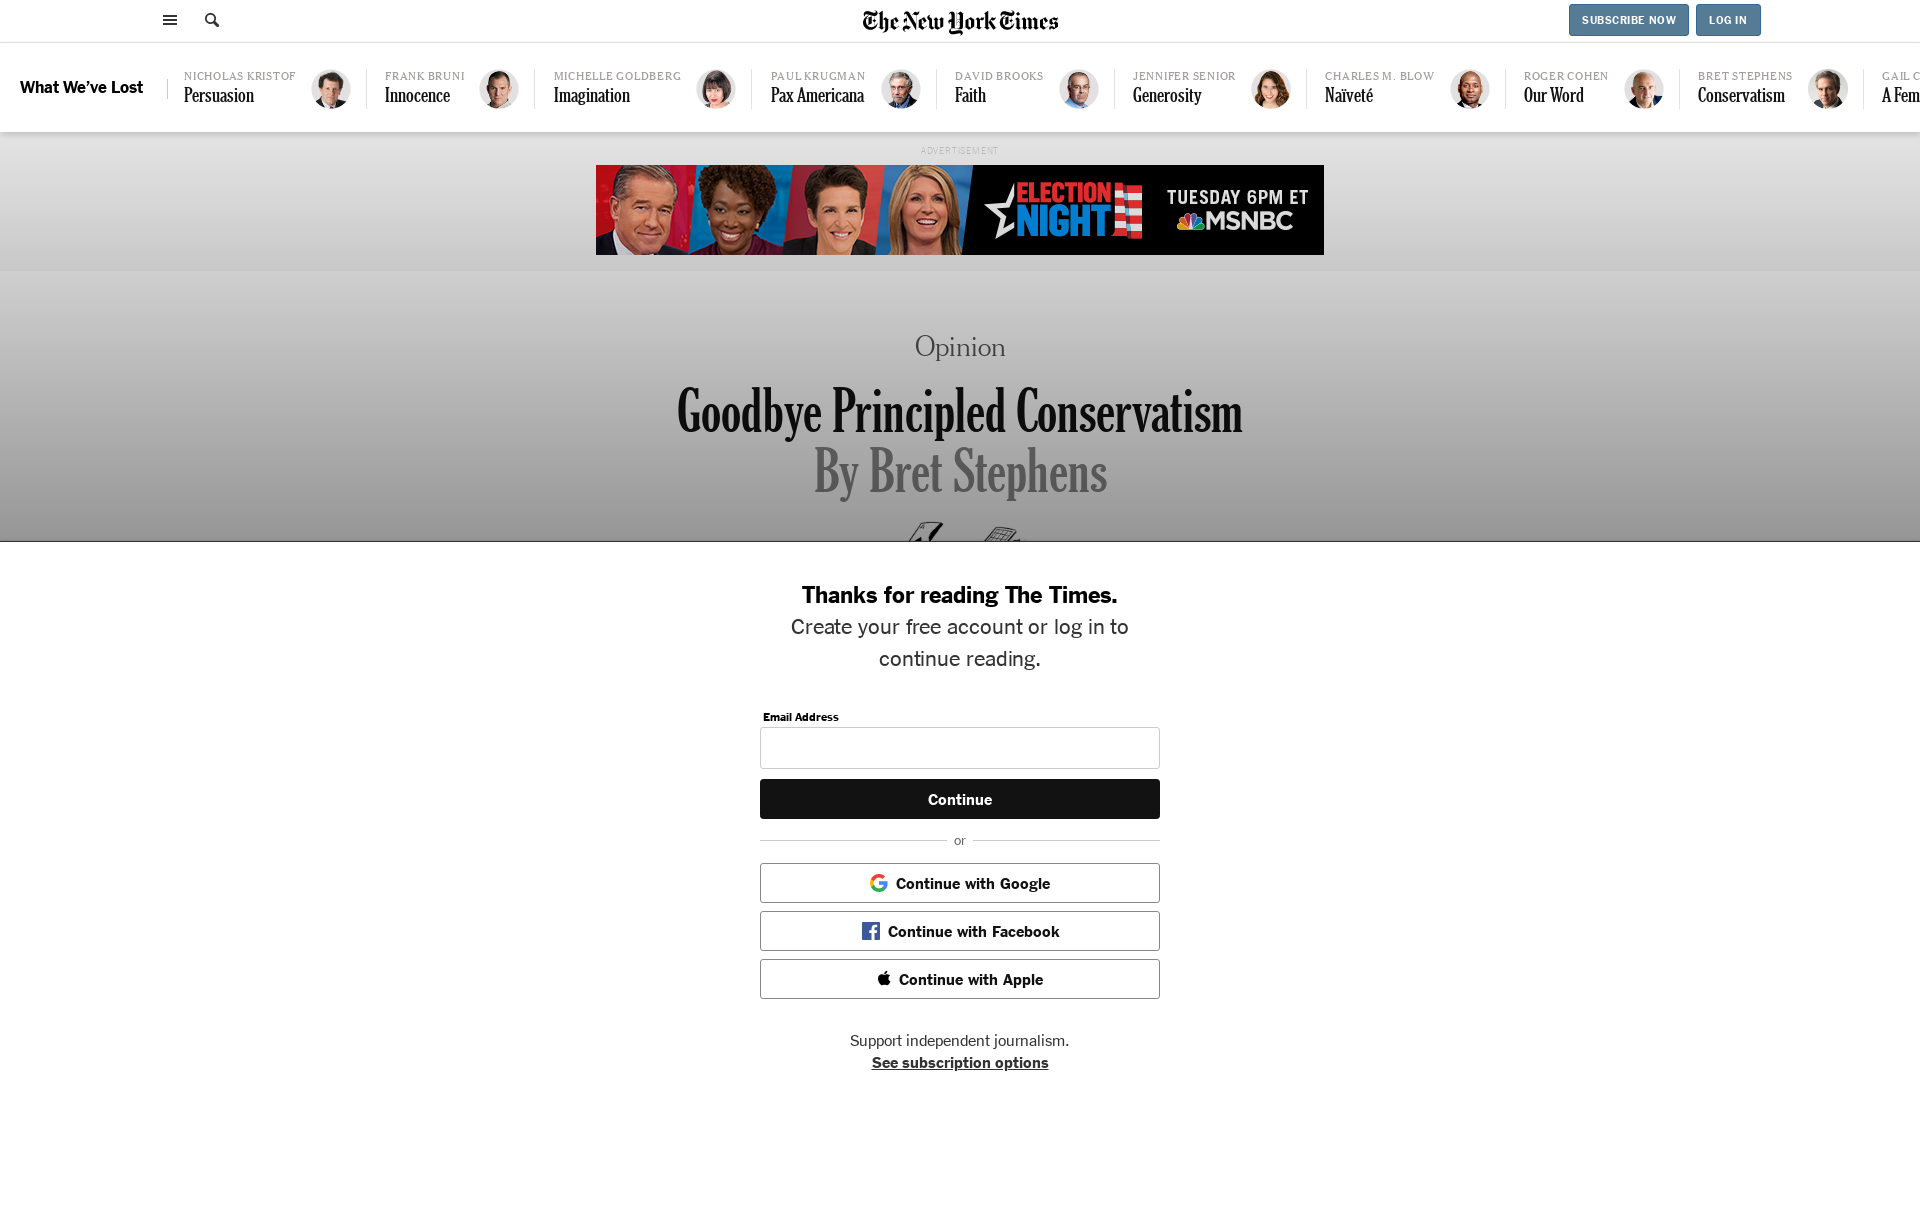 The New York Times
SUBSCRIBE NOW
LOG IN
What We’ve Lost
NICHOLAS KRISTOF
Persuasion
FRANK BRUNI
Innocence
MICHELLE GOLDBERG
Imagination
PAUL KRUGMAN
Pax Americana
DAVID BROOKS
Faith
JENNIFER SENIOR
Generosity
CHARLES M. BLOW
Naïveté
ROGER COHEN
Our Word
BRET STEPHENS
Conservatism
GAIL C
A Fem
ADVERTISEMENT
ELECTION
NIGHT
TUESDAY 6PM ET
MSNBC
Opinion
Goodbye Principled Conservatism
By Bret Stephens
Thanks for reading The Times.
Create your free account or log in to
continue reading.
Email Address
Continue
or
Continue with Google
Continue with Facebook
Continue with Apple
Support independent journalism.
See subscription options